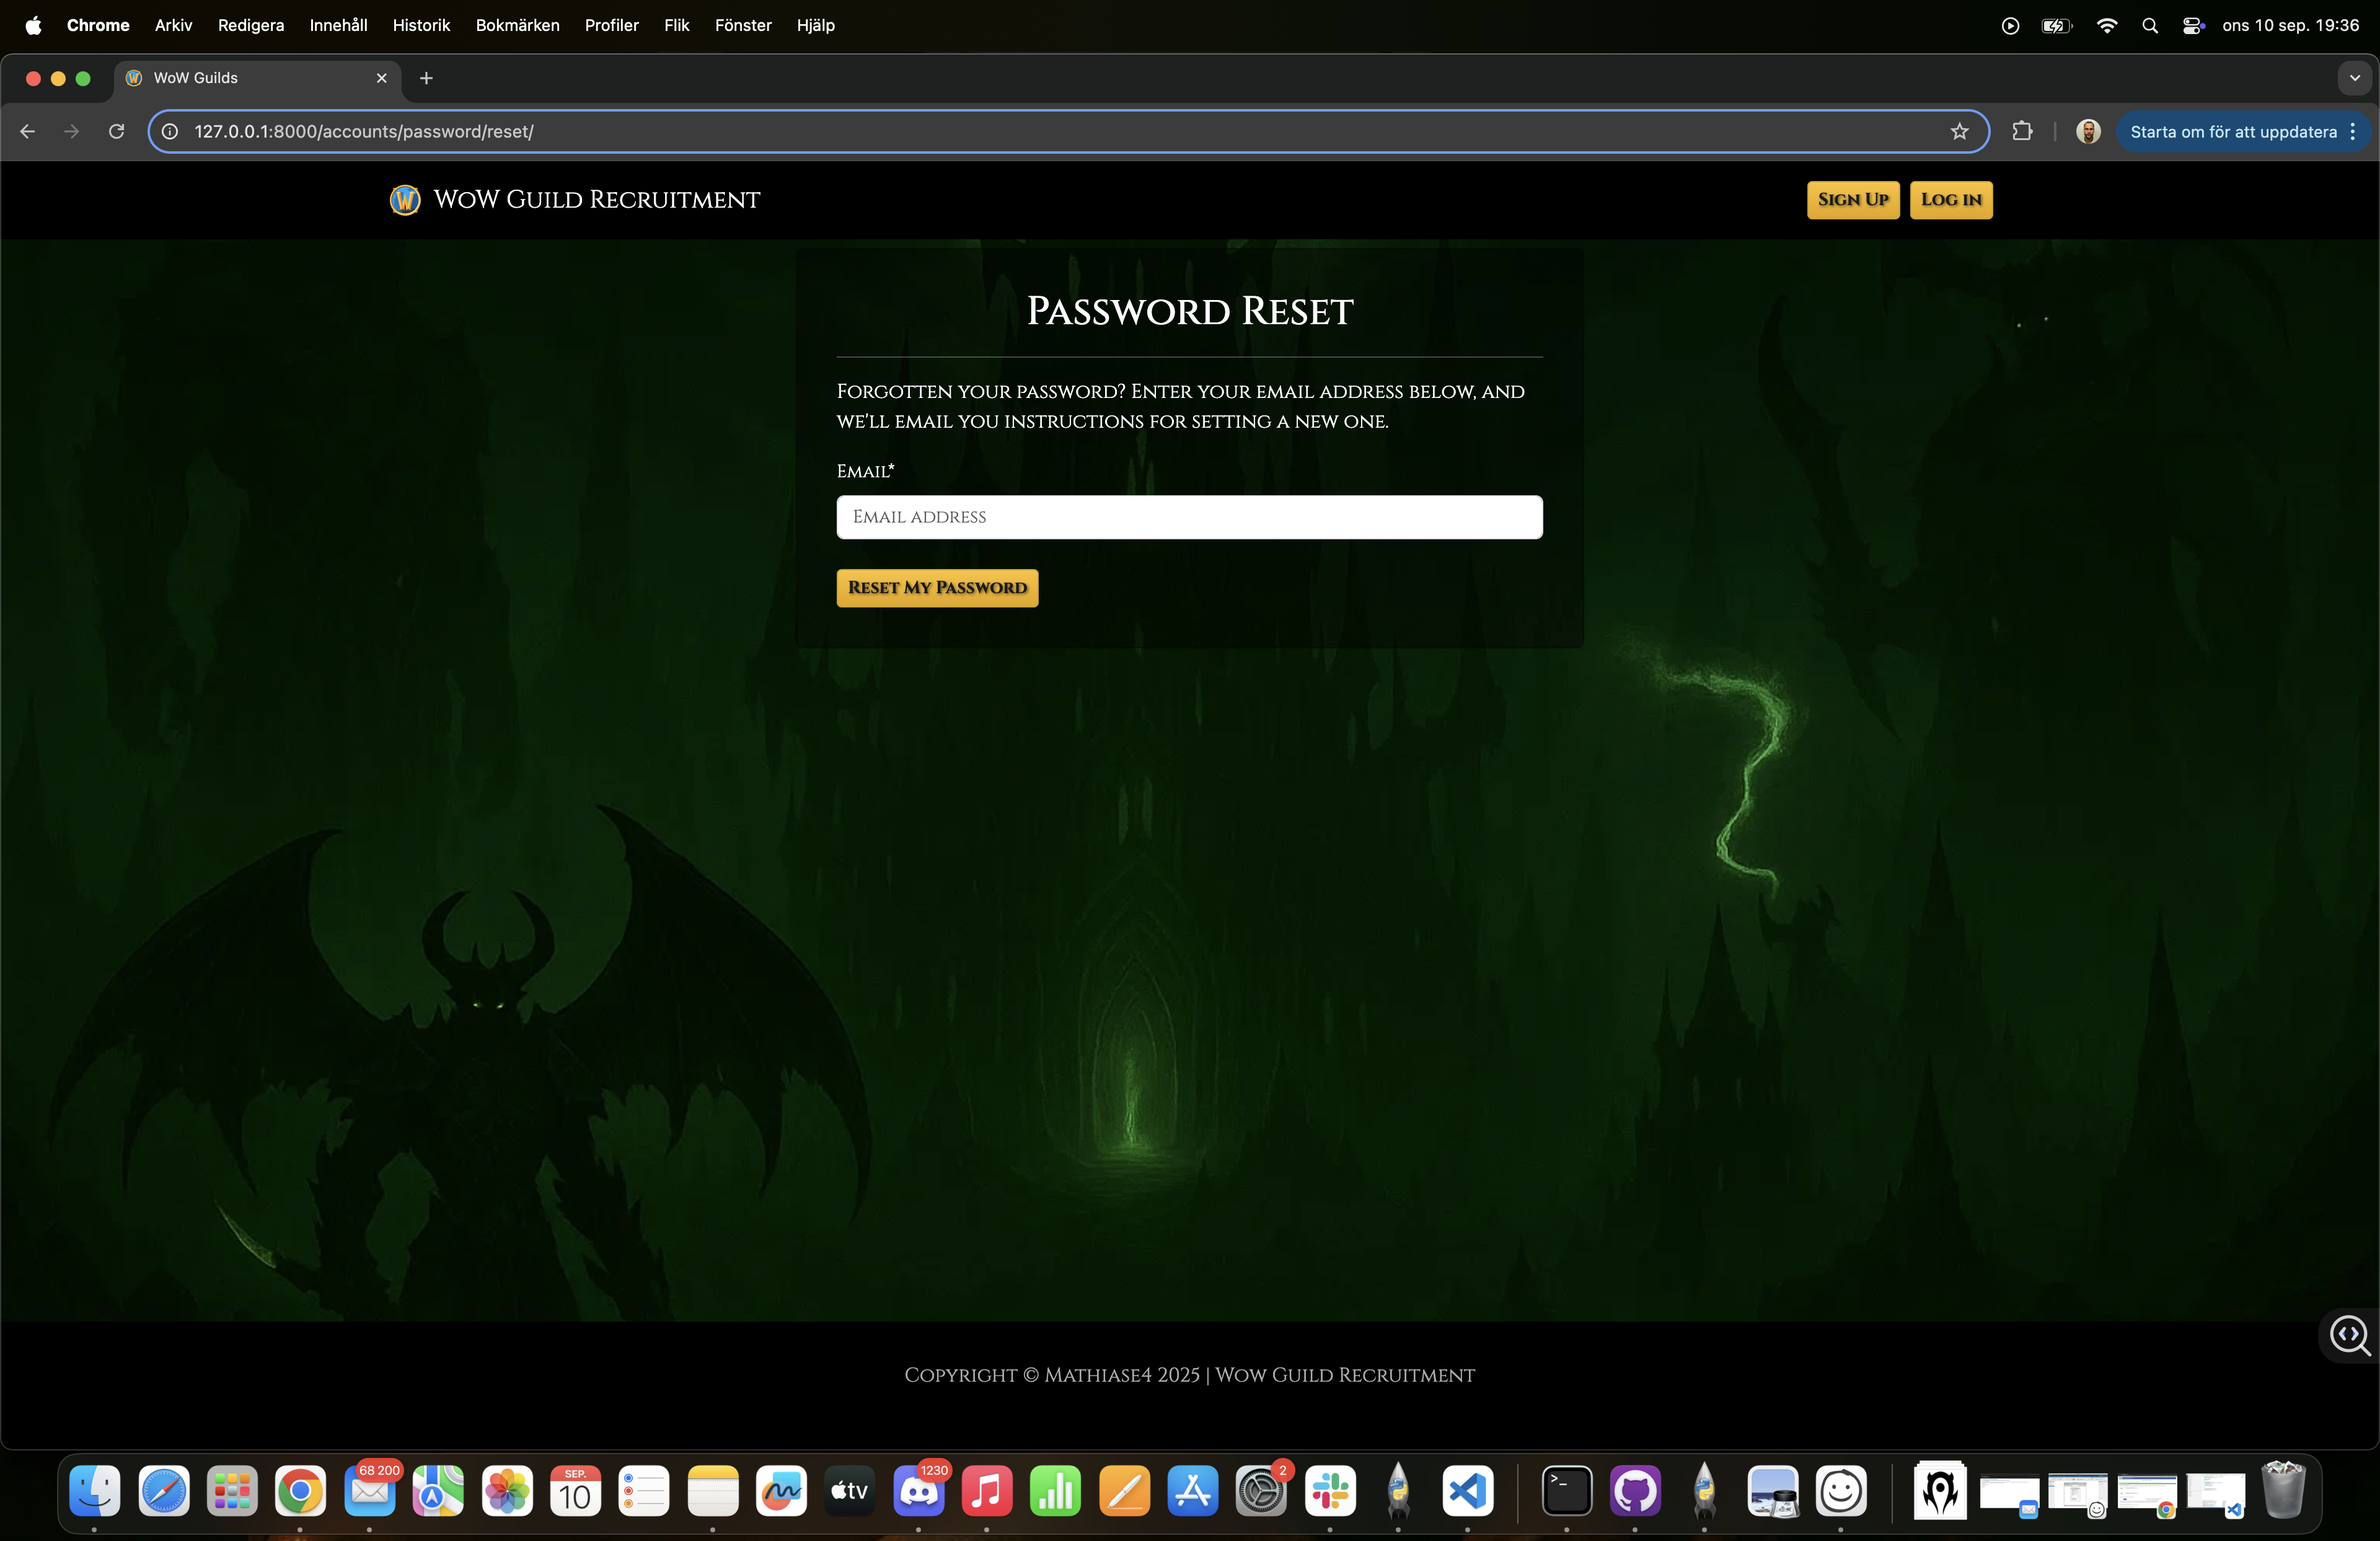 Chrome Arkiv Redigera Innehåll Historik Bokmärken Profiler Flik Fönster Hjälp ons 10 sep. 19:36
WoW Guilds
127.0.0.1:8000/accounts/password/reset/ Starta om för att uppdatera
W WoW Guild Recruitment Sign Up Log in
Password Reset
Forgotten your password? Enter your email address below, and
we'll email you instructions for setting a new one.
Email*
Email address
Reset My Password
Copyright © Mathiase4 2025 | Wow Guild Recruitment
68 200 SEP. 10 tv 1230 2 >_